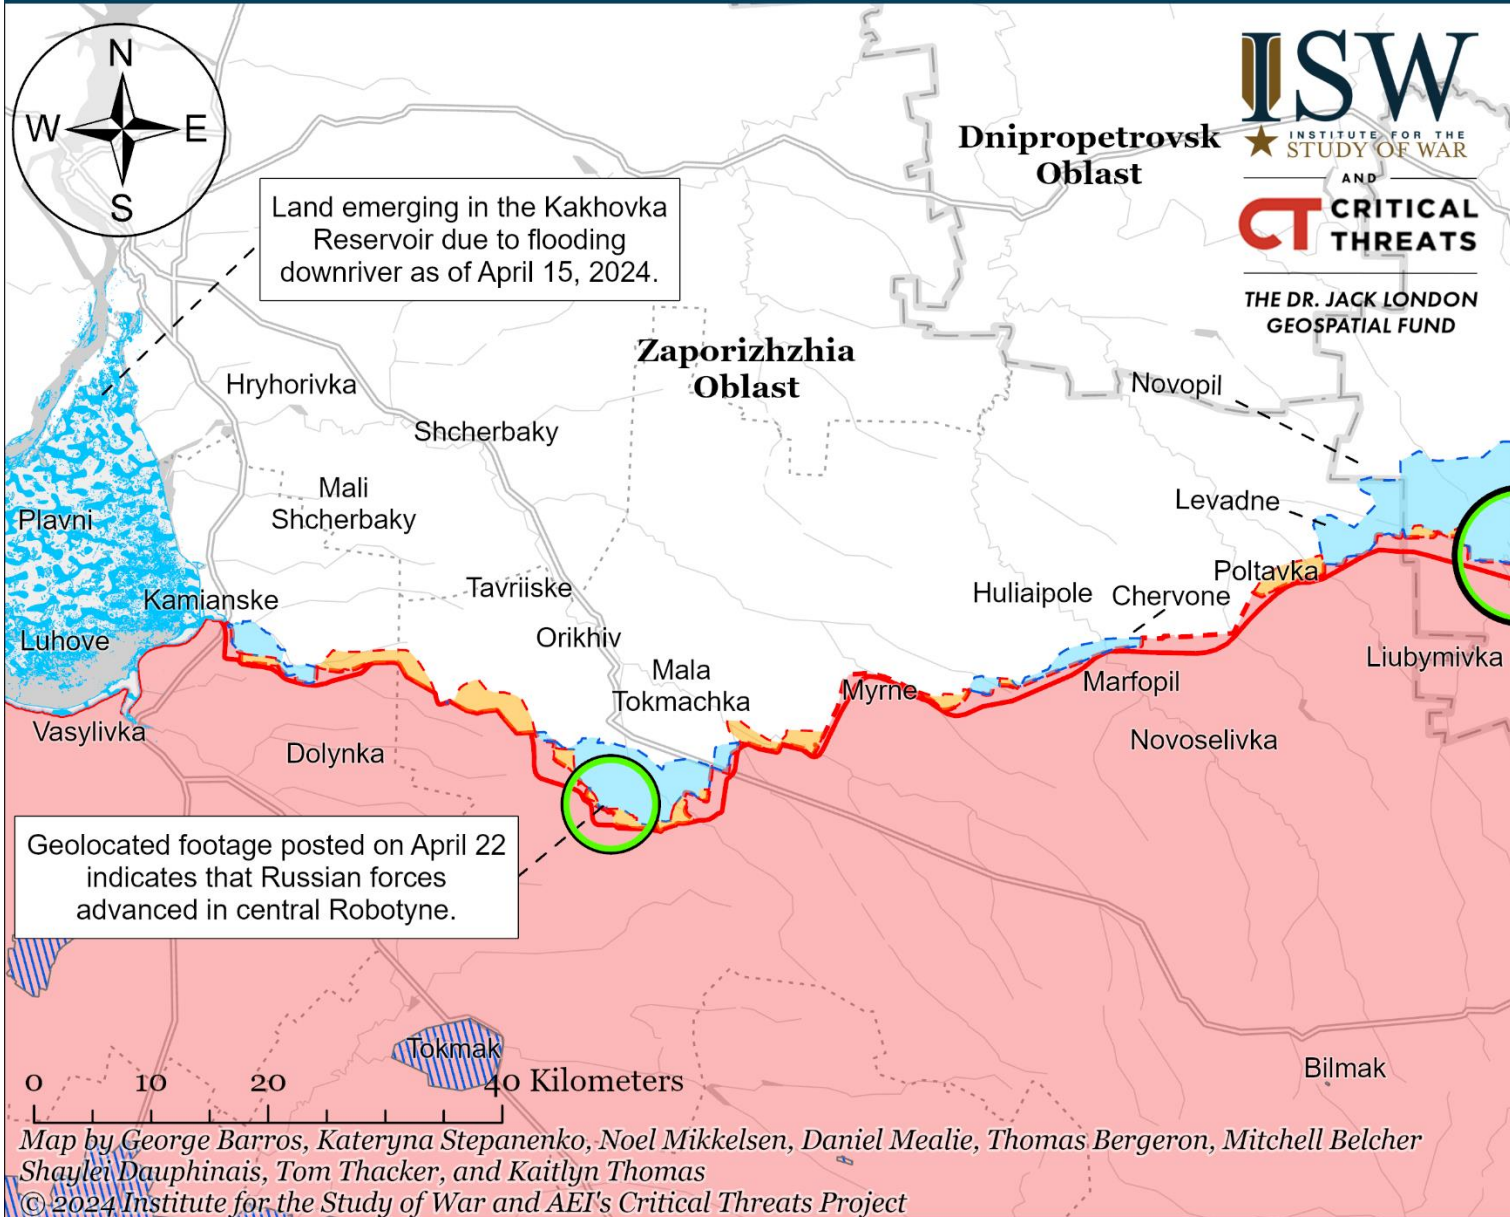 N
W E
S
ISW
INSTITUTE FOR THE
STUDY OF WAR
AND
CT CRITICAL
THREATS
THE DR. JACK LONDON
GEOSPATIAL FUND
Dnipropetrovsk
Oblast
Land emerging in the Kakhovka
Reservoir due to flooding
downriver as of April 15, 2024.
Zaporizhzhia
Oblast
Hryhorivka
Novopil
Shcherbaky
Mali
Shcherbaky
Levadne
Plavni
Poltavka
Tavriiske
Huliaipole
Chervone
Kamianske
Orikhiv
Luhove
Liubymivka
Mala
Tokmachka
Myrne
Marfopil
Vasylivka
Dolynka
Novoselivka
Geolocated footage posted on April 22
indicates that Russian forces
advanced in central Robotyne.
Tokmak
Bilmak
0 10 20 40 Kilometers
Map by George Barros, Kateryna Stepanenko, Noel Mikkelsen, Daniel Mealie, Thomas Bergeron, Mitchell Belcher
Shaylei Dauphinais, Tom Thacker, and Kaitlyn Thomas
© 2024 Institute for the Study of War and AEI's Critical Threats Project